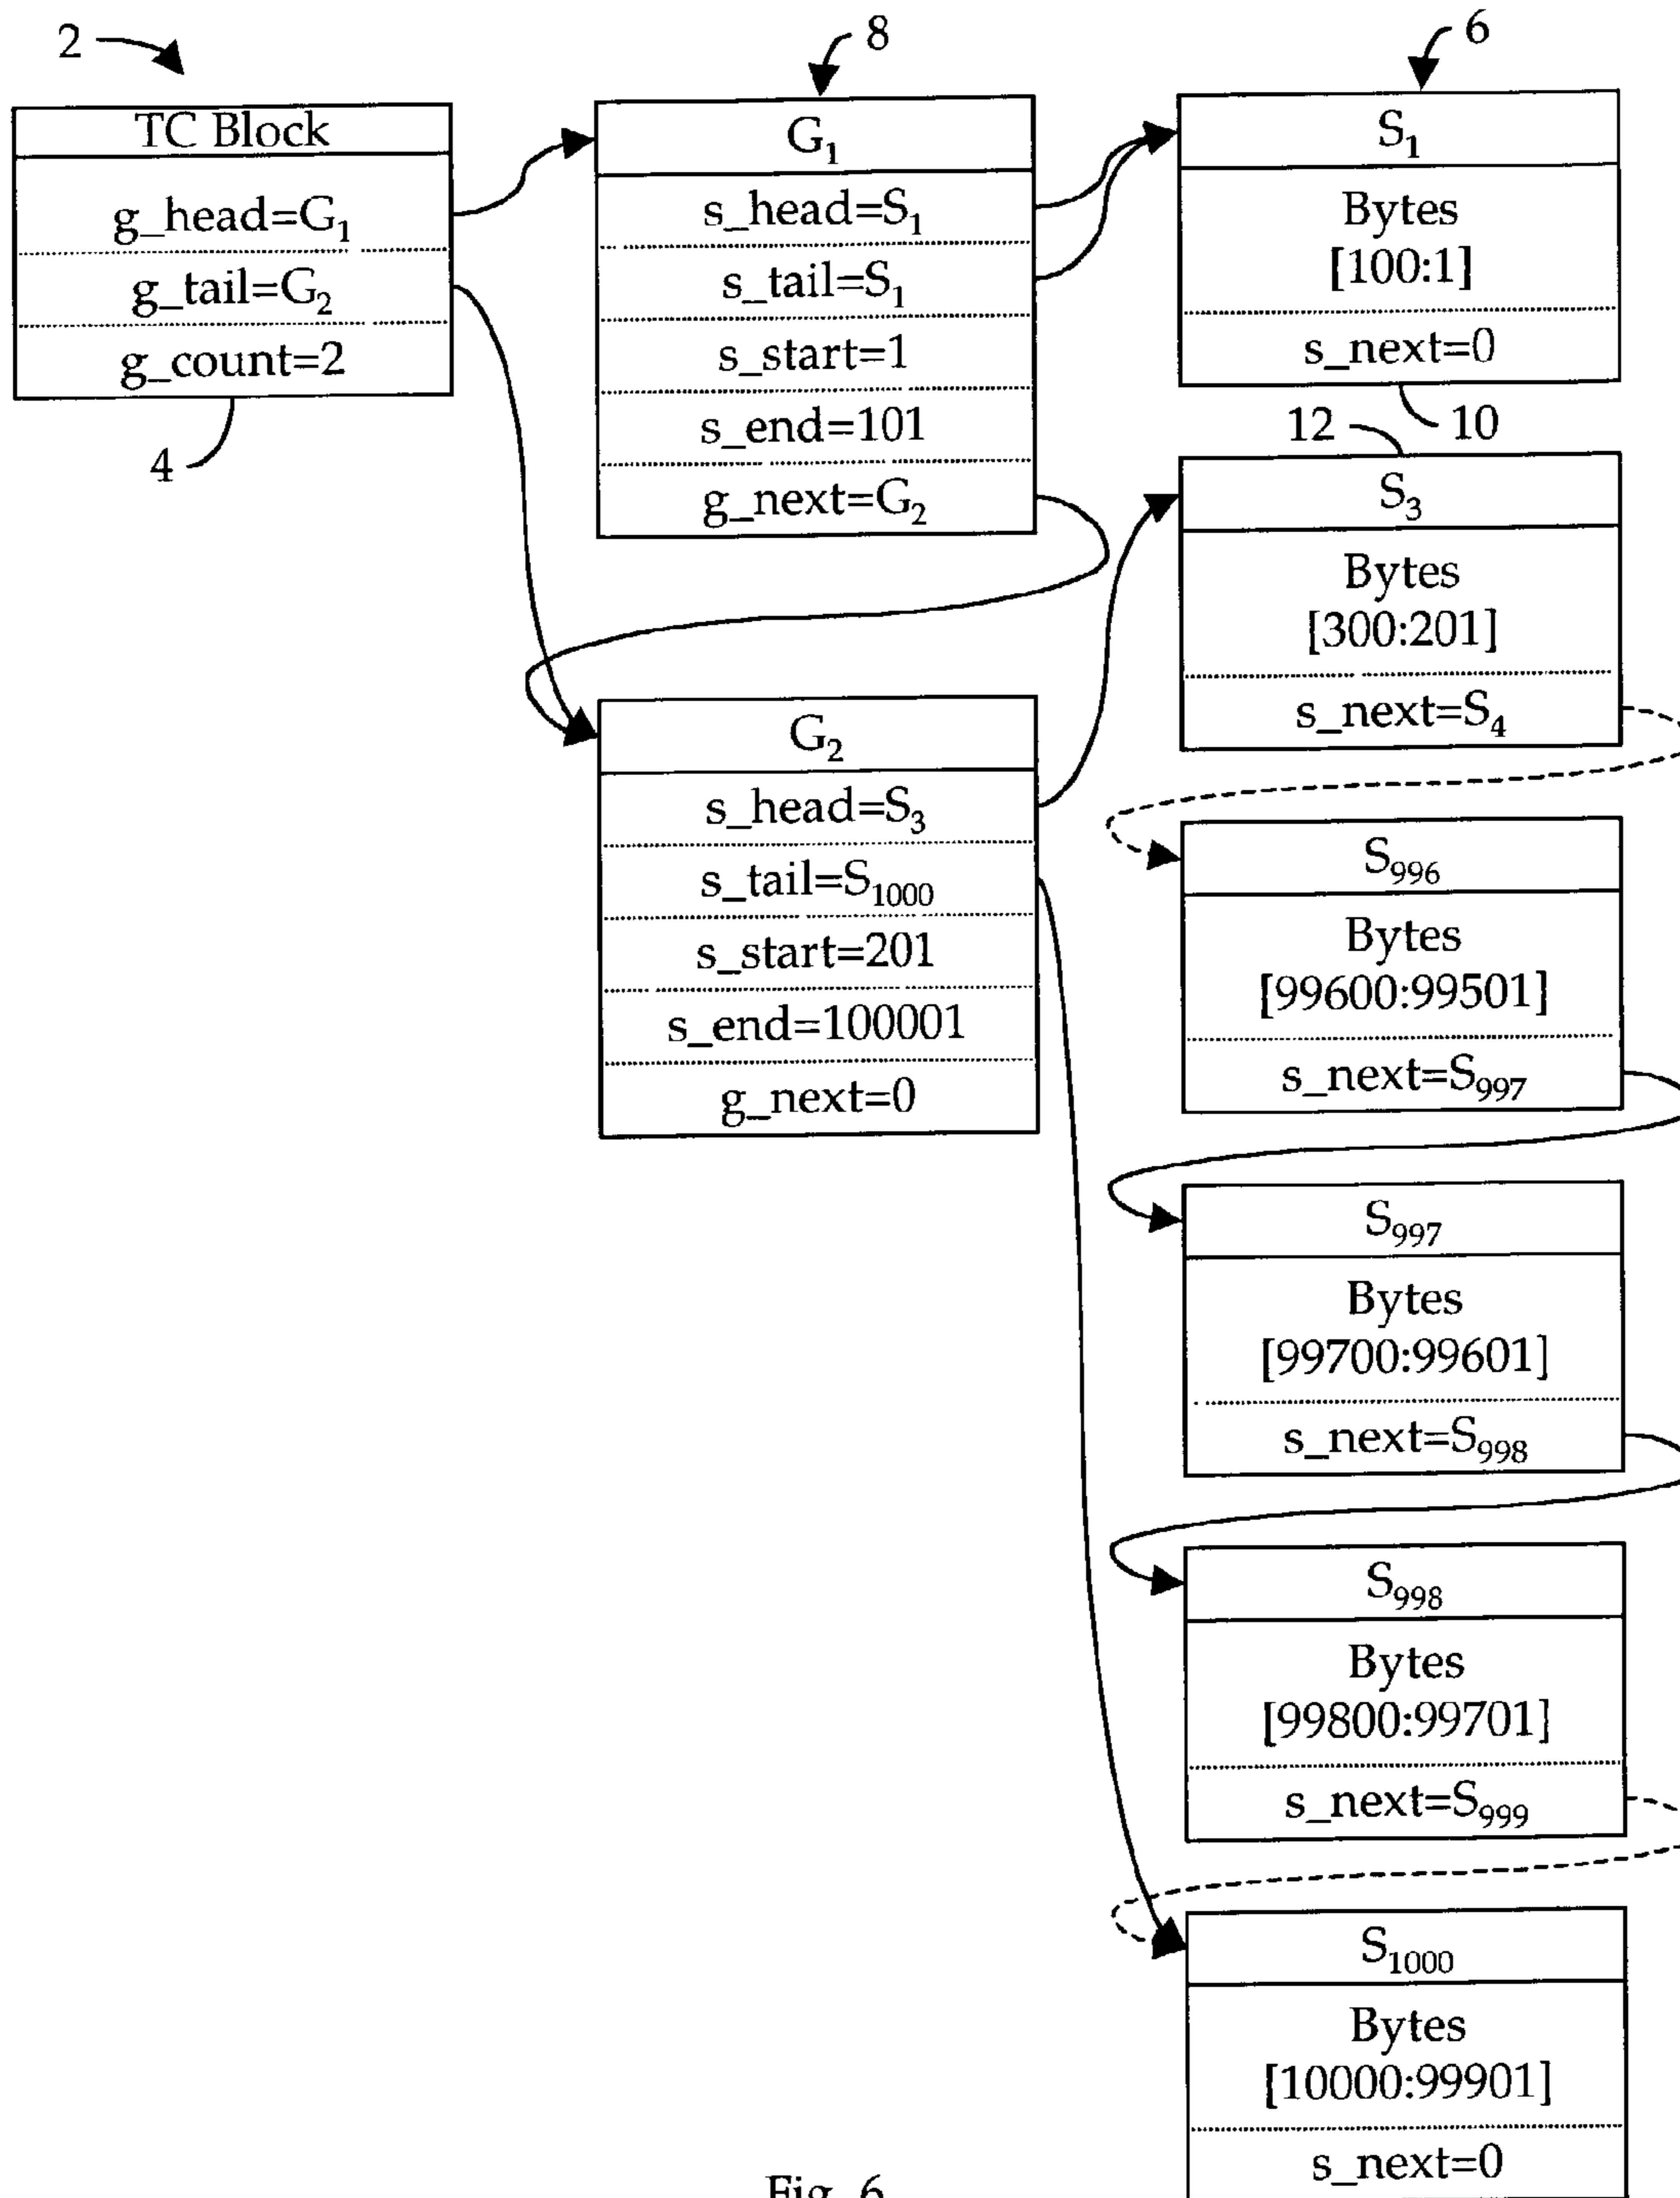 2
8
6
TC Block
g_head=G₁
g_tail=G₂
g_count=2
4
G₁
s_head=S₁
s_tail=S₁
s_start=1
s_end=101
g_next=G₂
S₁
Bytes
[100:1]
s_next=0
12
10
S₃
Bytes
[300:201]
s_next=S₄
G₂
s_head=S₃
s_tail=S₁₀₀₀
s_start=201
s_end=100001
g_next=0
S₉₉₆
Bytes
[99600:99501]
s_next=S₉₉₇
S₉₉₇
Bytes
[99700:99601]
s_next=S₉₉₈
S₉₉₈
Bytes
[99800:99701]
s_next=S₉₉₉
S₁₀₀₀
Bytes
[10000:99901]
s_next=0
Fig. 6